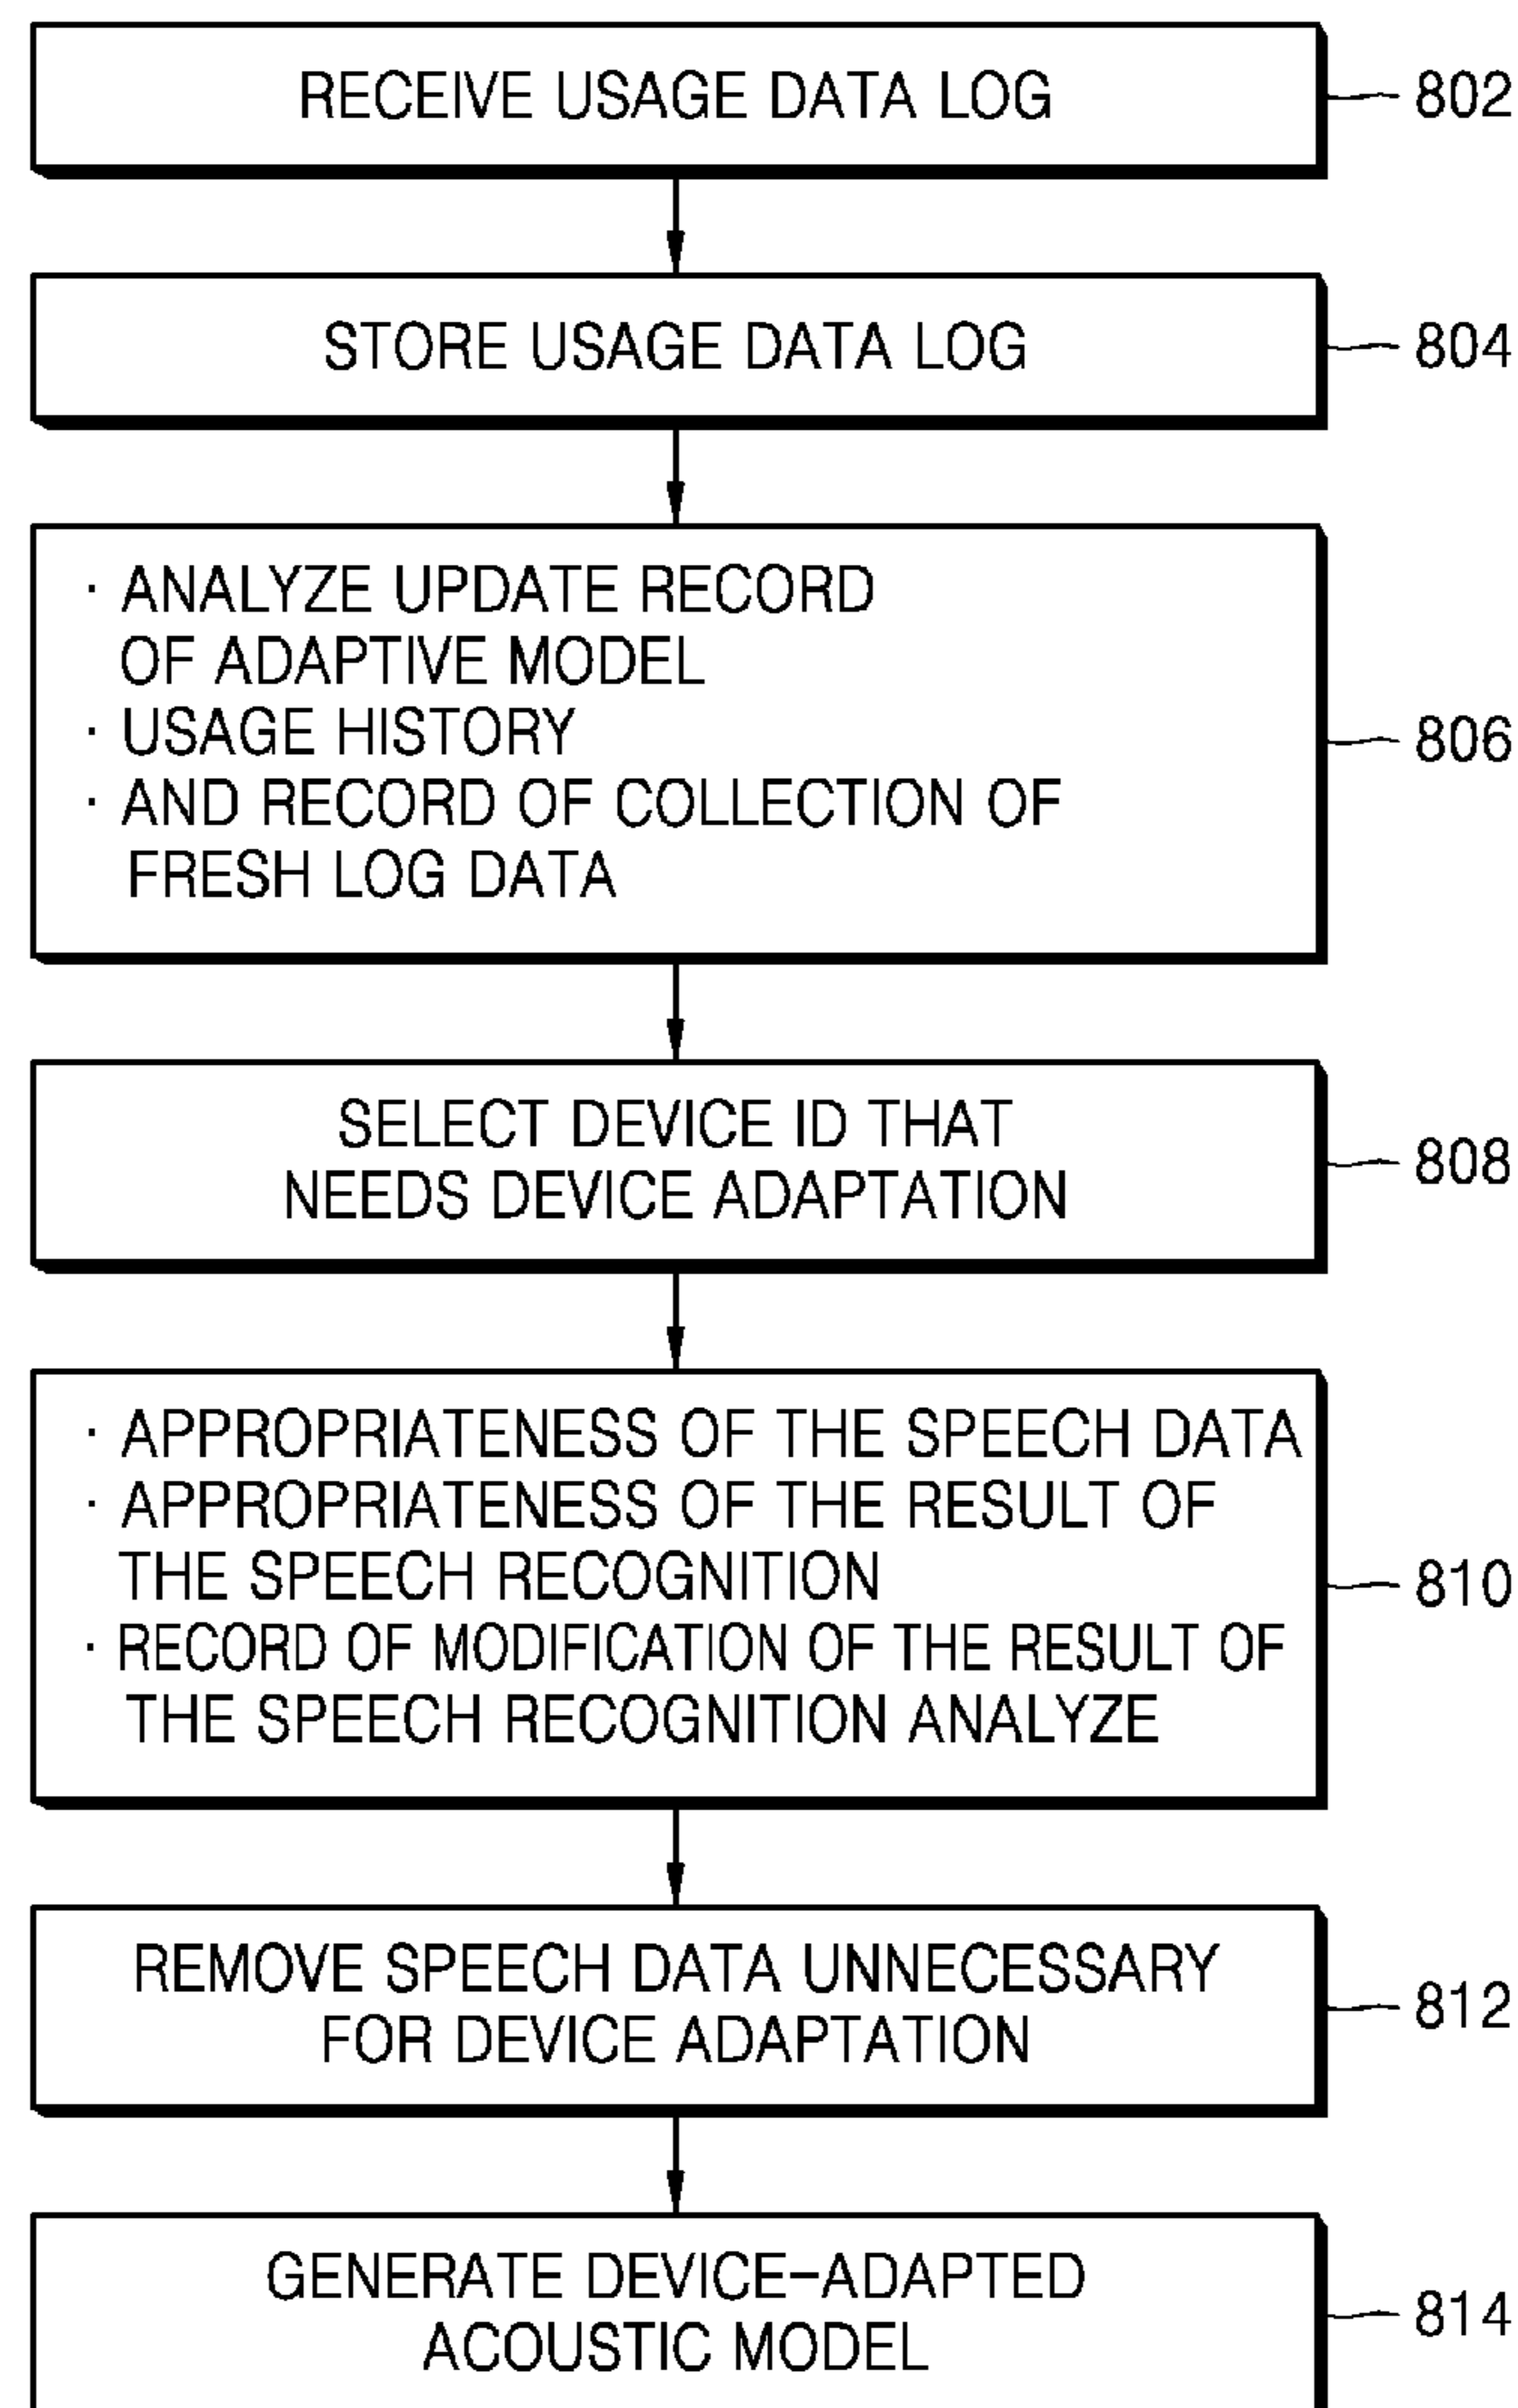 RECEIVE USAGE DATA LOG
802
STORE USAGE DATA LOG
804
· ANALYZE UPDATE RECORD
OF ADAPTIVE MODEL
· USAGE HISTORY
· AND RECORD OF COLLECTION OF
FRESH LOG DATA
806
SELECT DEVICE ID THAT
NEEDS DEVICE ADAPTATION
808
· APPROPRIATENESS OF THE SPEECH DATA
· APPROPRIATENESS OF THE RESULT OF
THE SPEECH RECOGNITION
· RECORD OF MODIFICATION OF THE RESULT OF
THE SPEECH RECOGNITION ANALYZE
810
REMOVE SPEECH DATA UNNECESSARY
FOR DEVICE ADAPTATION
812
GENERATE DEVICE-ADAPTED
ACOUSTIC MODEL
814